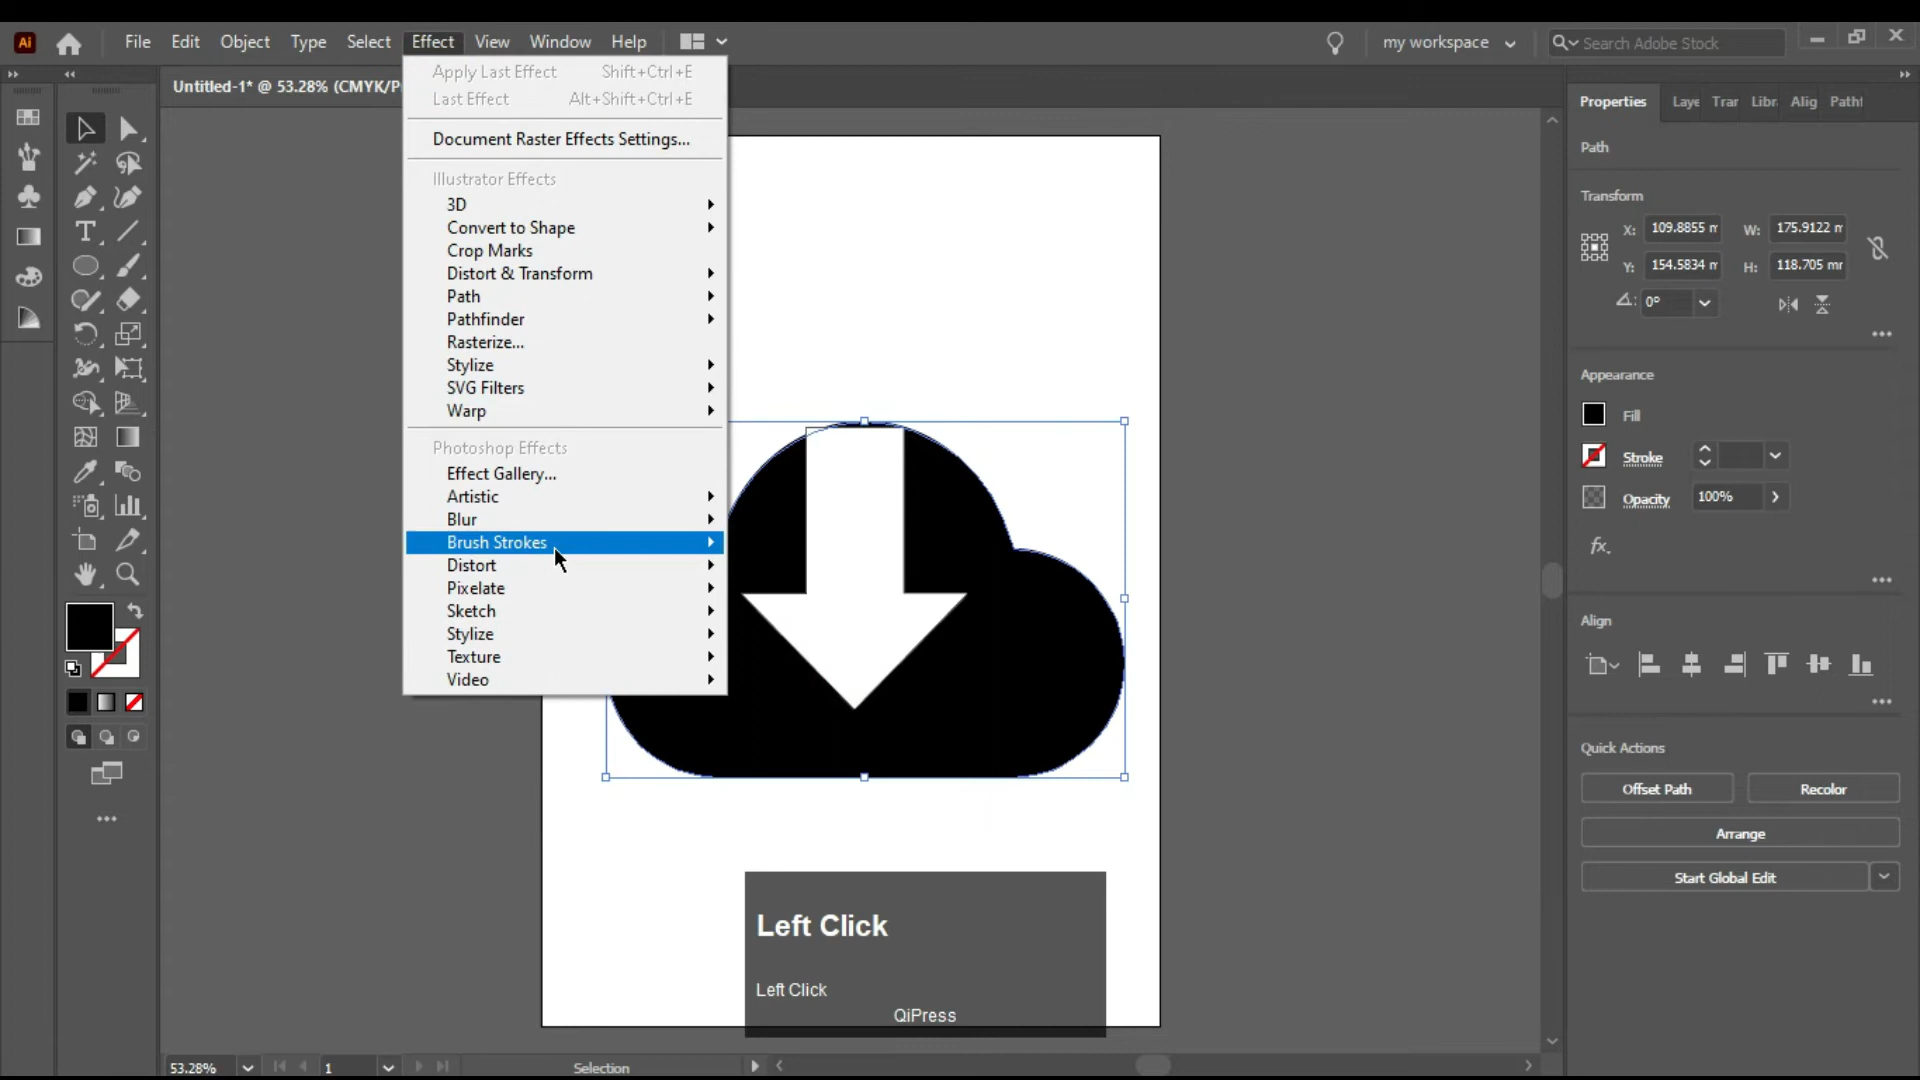 Ai
File Edit Object Type Select Effect View Window Help
my workspace
Search Adobe Stock
Untitled-1* @ 53.28% (CMYK/P
Apply Last Effect Shift+Ctrl+E
Last Effect Alt+Shift+Ctrl+E
Document Raster Effects Settings...
Illustrator Effects
3D
Convert to Shape
Crop Marks
Distort & Transform
Path
Pathfinder
Rasterize...
Stylize
SVG Filters
Warp
Photoshop Effects
Effect Gallery...
Artistic
Blur
Brush Strokes
Distort
Pixelate
Sketch
Stylize
Texture
Video
Properties Laye Trar Libr Alig Pathf
Path
Transform
X: 109.8855 m W: 175.9122 m
Y: 154.5834 m H: 118.705 mm
0°
Appearance
Fill
Stroke
Opacity 100%
fx.
Align
Quick Actions
Offset Path Recolor
Arrange
Start Global Edit
Left Click
Left Click
QiPress
53.28% 1 Selection